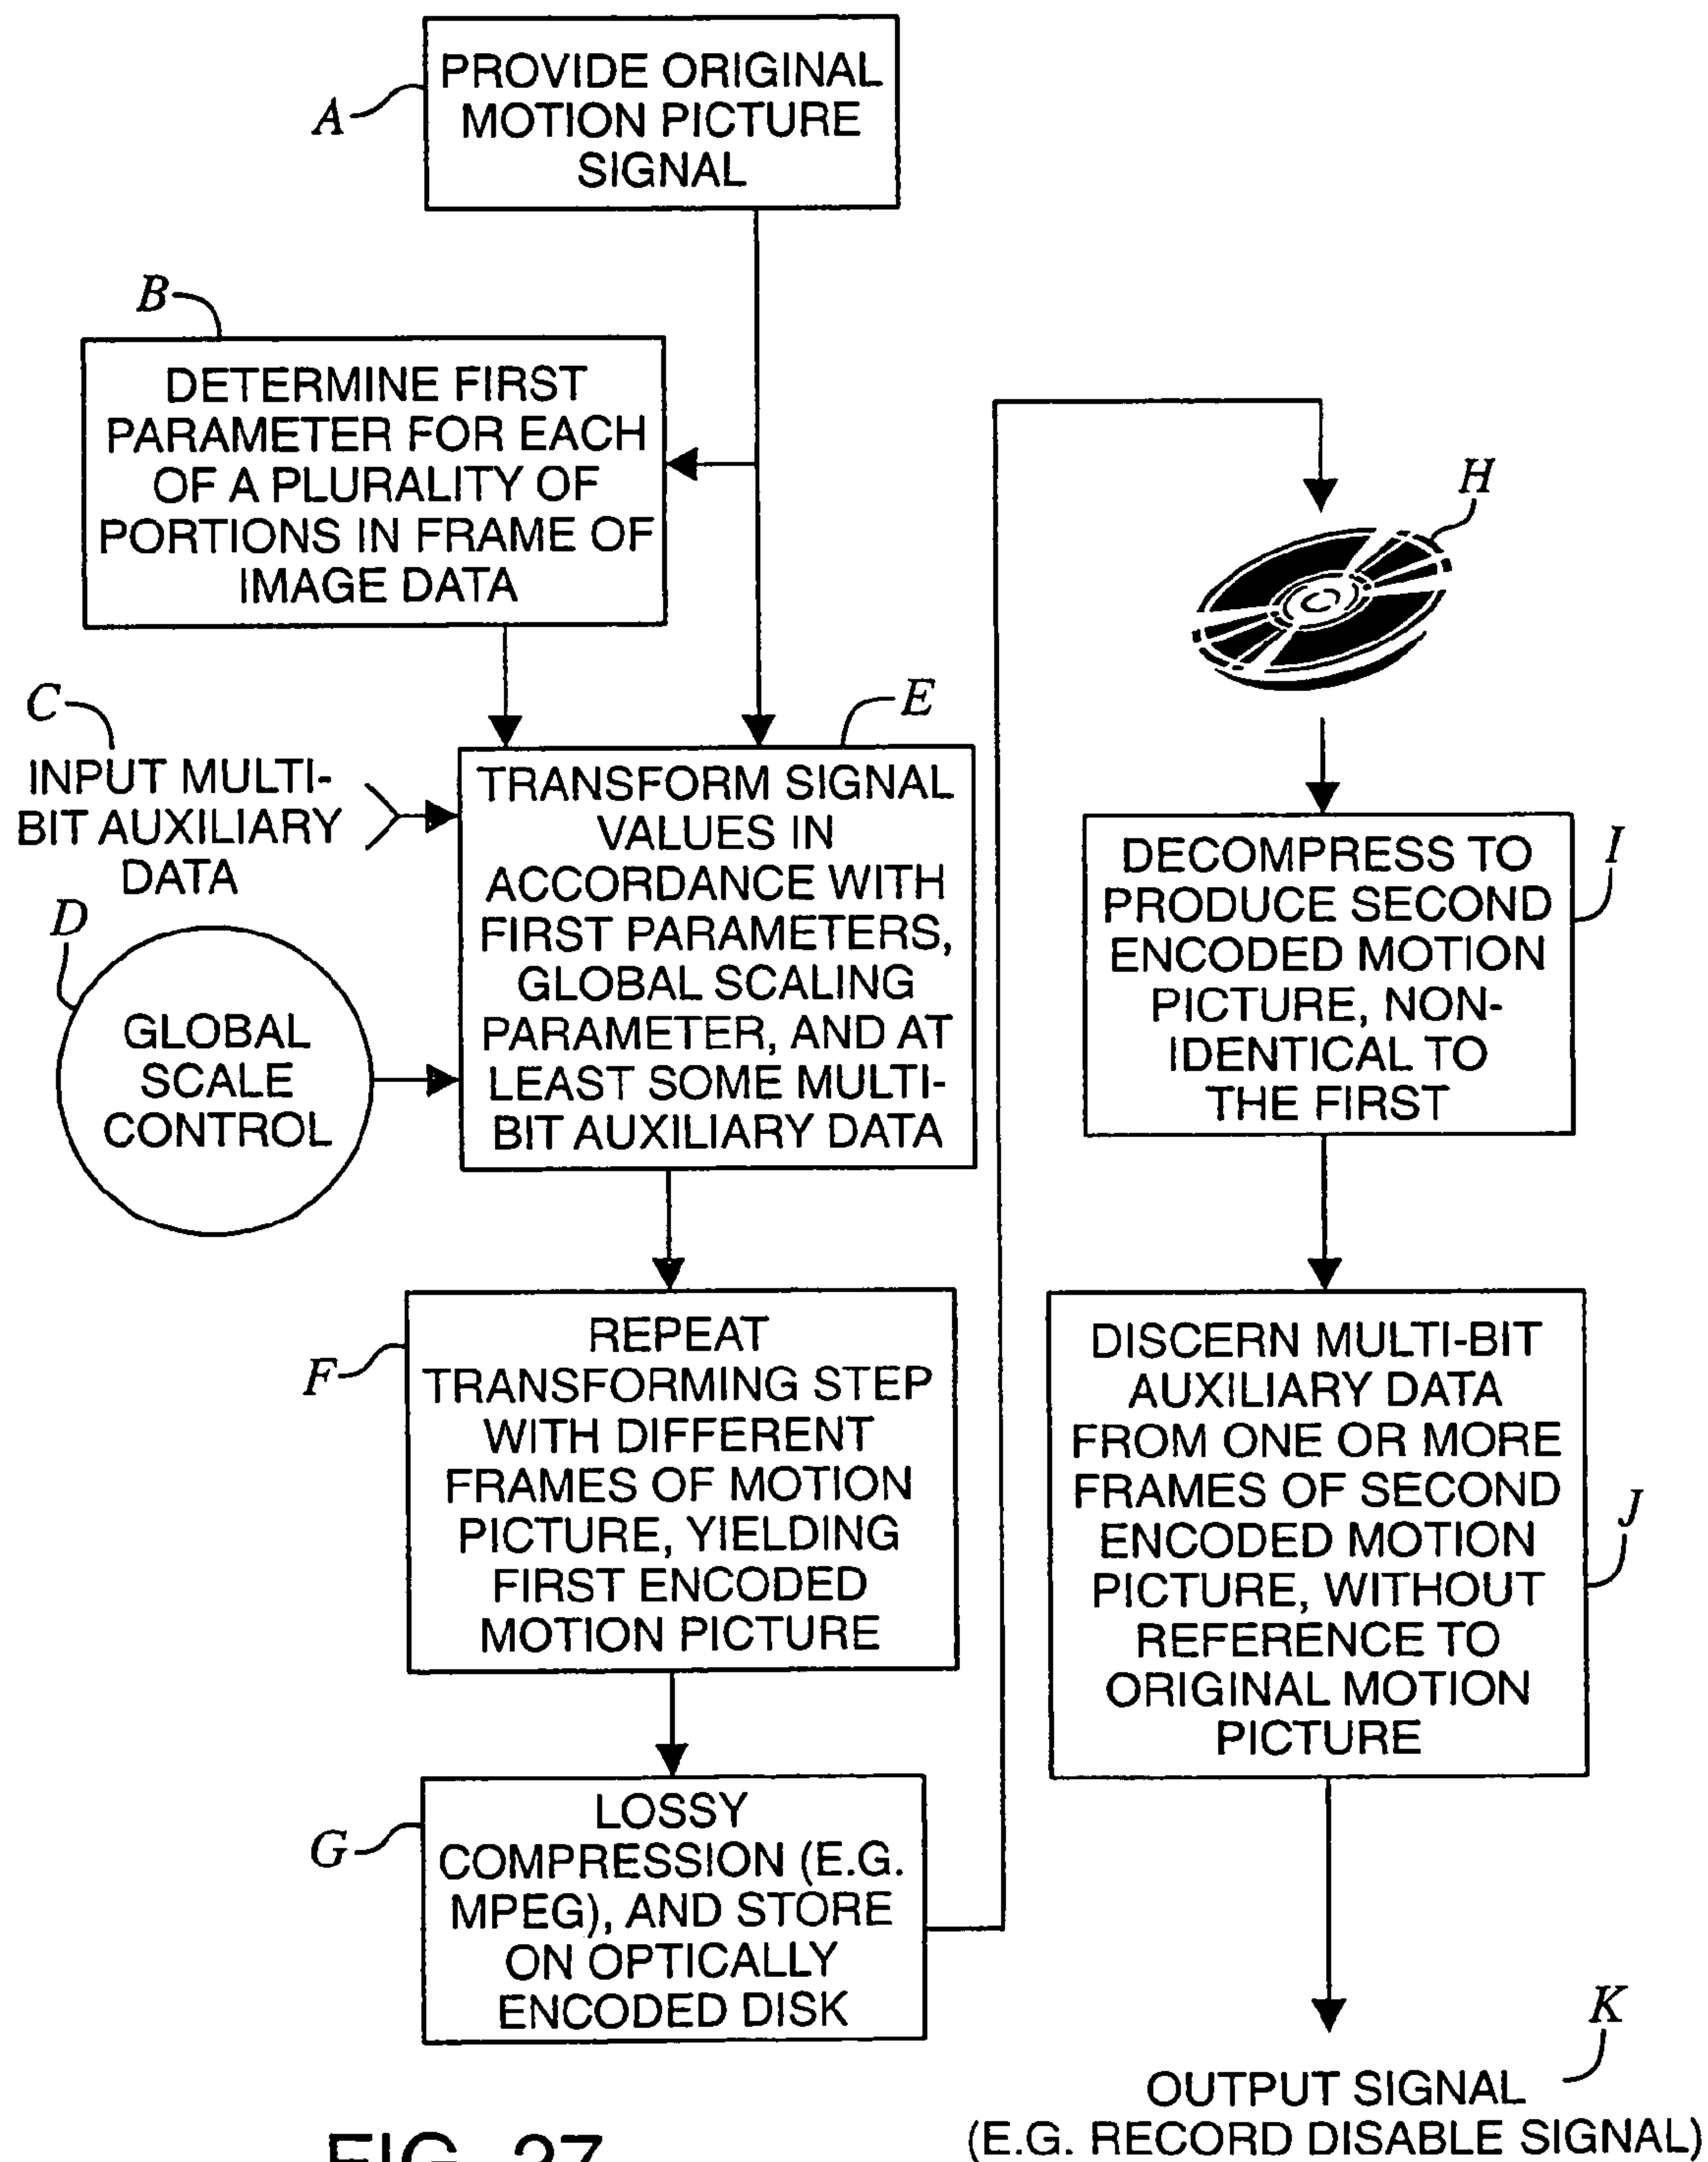 A
PROVIDE ORIGINAL
MOTION PICTURE
SIGNAL
B
DETERMINE FIRST
PARAMETER FOR EACH
OF A PLURALITY OF
PORTIONS IN FRAME OF
IMAGE DATA
C
INPUT MULTI-
BIT AUXILIARY
DATA
D
GLOBAL
SCALE
CONTROL
E
TRANSFORM SIGNAL
VALUES IN
ACCORDANCE WITH
FIRST PARAMETERS,
GLOBAL SCALING
PARAMETER, AND AT
LEAST SOME MULTI-
BIT AUXILIARY DATA
F
REPEAT
TRANSFORMING STEP
WITH DIFFERENT
FRAMES OF MOTION
PICTURE, YIELDING
FIRST ENCODED
MOTION PICTURE
G
LOSSY
COMPRESSION (E.G.
MPEG), AND STORE
ON OPTICALLY
ENCODED DISK
H
I
DECOMPRESS TO
PRODUCE SECOND
ENCODED MOTION
PICTURE, NON-
IDENTICAL TO
THE FIRST
J
DISCERN MULTI-BIT
AUXILIARY DATA
FROM ONE OR MORE
FRAMES OF SECOND
ENCODED MOTION
PICTURE, WITHOUT
REFERENCE TO
ORIGINAL MOTION
PICTURE
K
OUTPUT SIGNAL
(E.G. RECORD DISABLE SIGNAL)
FIG. 27